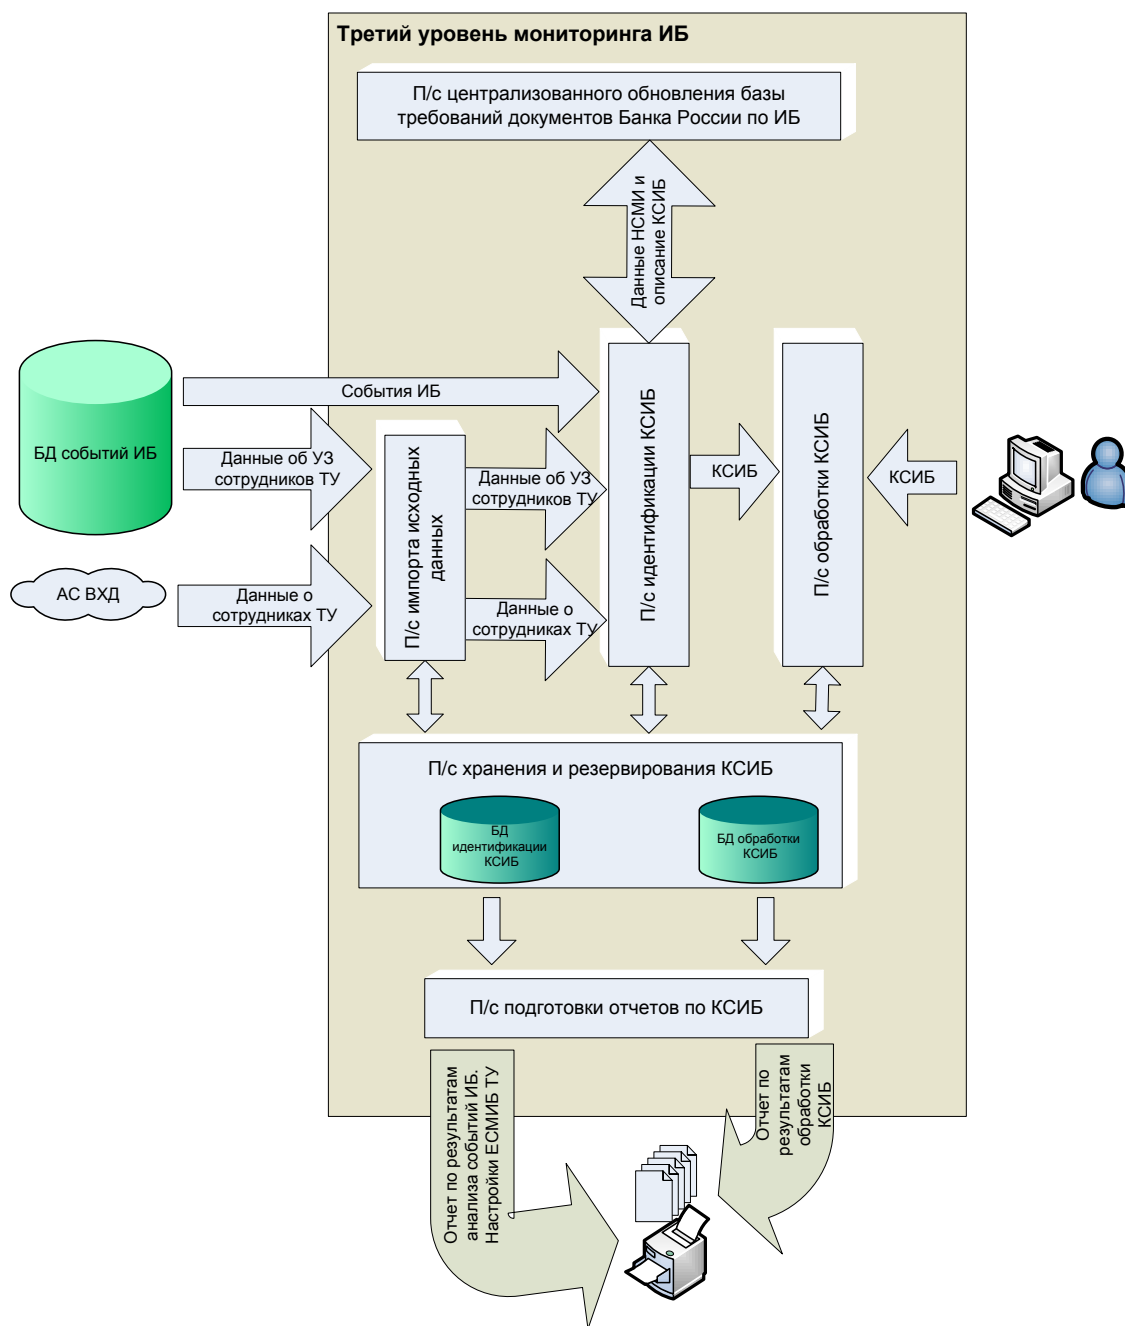 Третий уровень мониторинга ИБ
П/с централизованного обновления базы
требований документов Банка России по ИБ
Данные НСМИ и
описание КСИБ
БД событий ИБ
События ИБ
Данные об УЗ
сотрудников ТУ
АС ВХД
Данные о
сотрудниках ТУ
П/с импорта исходных
данных
Данные об УЗ
сотрудников ТУ
Данные о
сотрудниках ТУ
П/с идентификации КСИБ
КСИБ
П/с обработки КСИБ
КСИБ
П/с хранения и резервирования КСИБ
БД
идентификации
КСИБ
БД обработки
КСИБ
П/с подготовки отчетов по КСИБ
Отчет по результатам
анализа событий ИБ.
Настройки ЕСМИБ ТУ
Отчет по
результатам
обработки
КСИБ